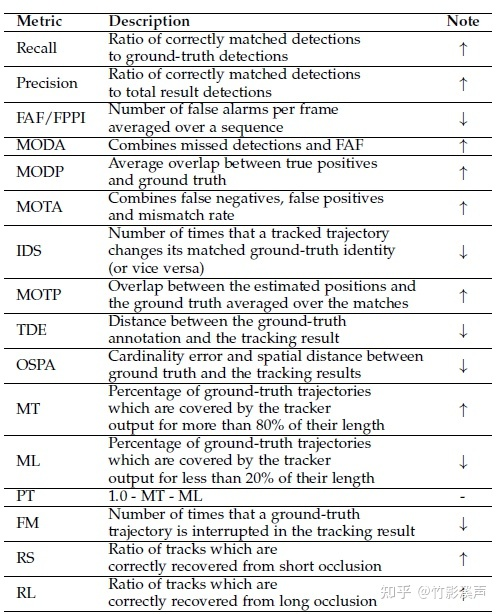 Metric Description Note
Recall Ratio of correctly matched detections
to ground-truth detections ↑
Precision Ratio of correctly matched detections
to total result detections ↑
FAF/FPPI Number of false alarms per frame
averaged over a sequence ↓
MODA Combines missed detections and FAF ↑
MODP Average overlap between true positives
and ground truth ↑
MOTA Combines false negatives, false positives
and mismatch rate ↑
IDS Number of times that a tracked trajectory
changes its matched ground-truth identity
(or vice versa) ↓
MOTP Overlap between the estimated positions and
the ground truth averaged over the matches ↑
TDE Distance between the ground-truth
annotation and the tracking result ↓
OSPA Cardinality error and spatial distance between
ground truth and the tracking results ↓
MT Percentage of ground-truth trajectories
which are covered by the tracker
output for more than 80% of their length ↑
ML Percentage of ground-truth trajectories
which are covered by the tracker
output for less than 20% of their length ↓
PT 1.0 - MT - ML -
FM Number of times that a ground-truth
trajectory is interrupted in the tracking result ↓
RS Ratio of tracks which are
correctly recovered from short occlusion ↑
RL Ratio of tracks which are
correctly recovered from long occlusion ↑
知乎 @竹影